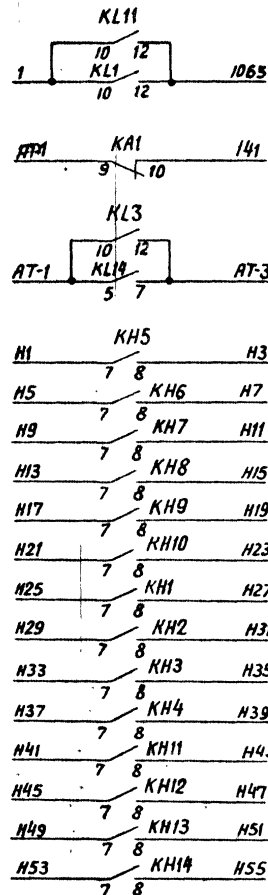 KL11
10 12
1 KL1 1063
10 12
KA1
AT-1 141
9 10
KL3
10 12
AT-1 KL14 AT-3
5 7
KH5
H1 H3
7 8
H5 KH6 H7
7 8
H9 KH7 H11
7 8
H13 KH8 H15
7 8
H17 KH9 H19
7 8
H21 KH10 H23
7 8
H25 KH1 H27
7 8
H29 KH2
7 8
H33 KH3 H35
7 8
H37 KH4 H39
7 8
H41 KH11
7 8
H45 KH12 H47
7 8
H49 KH13 H51
7 8
H53 KH14 H55
7 8